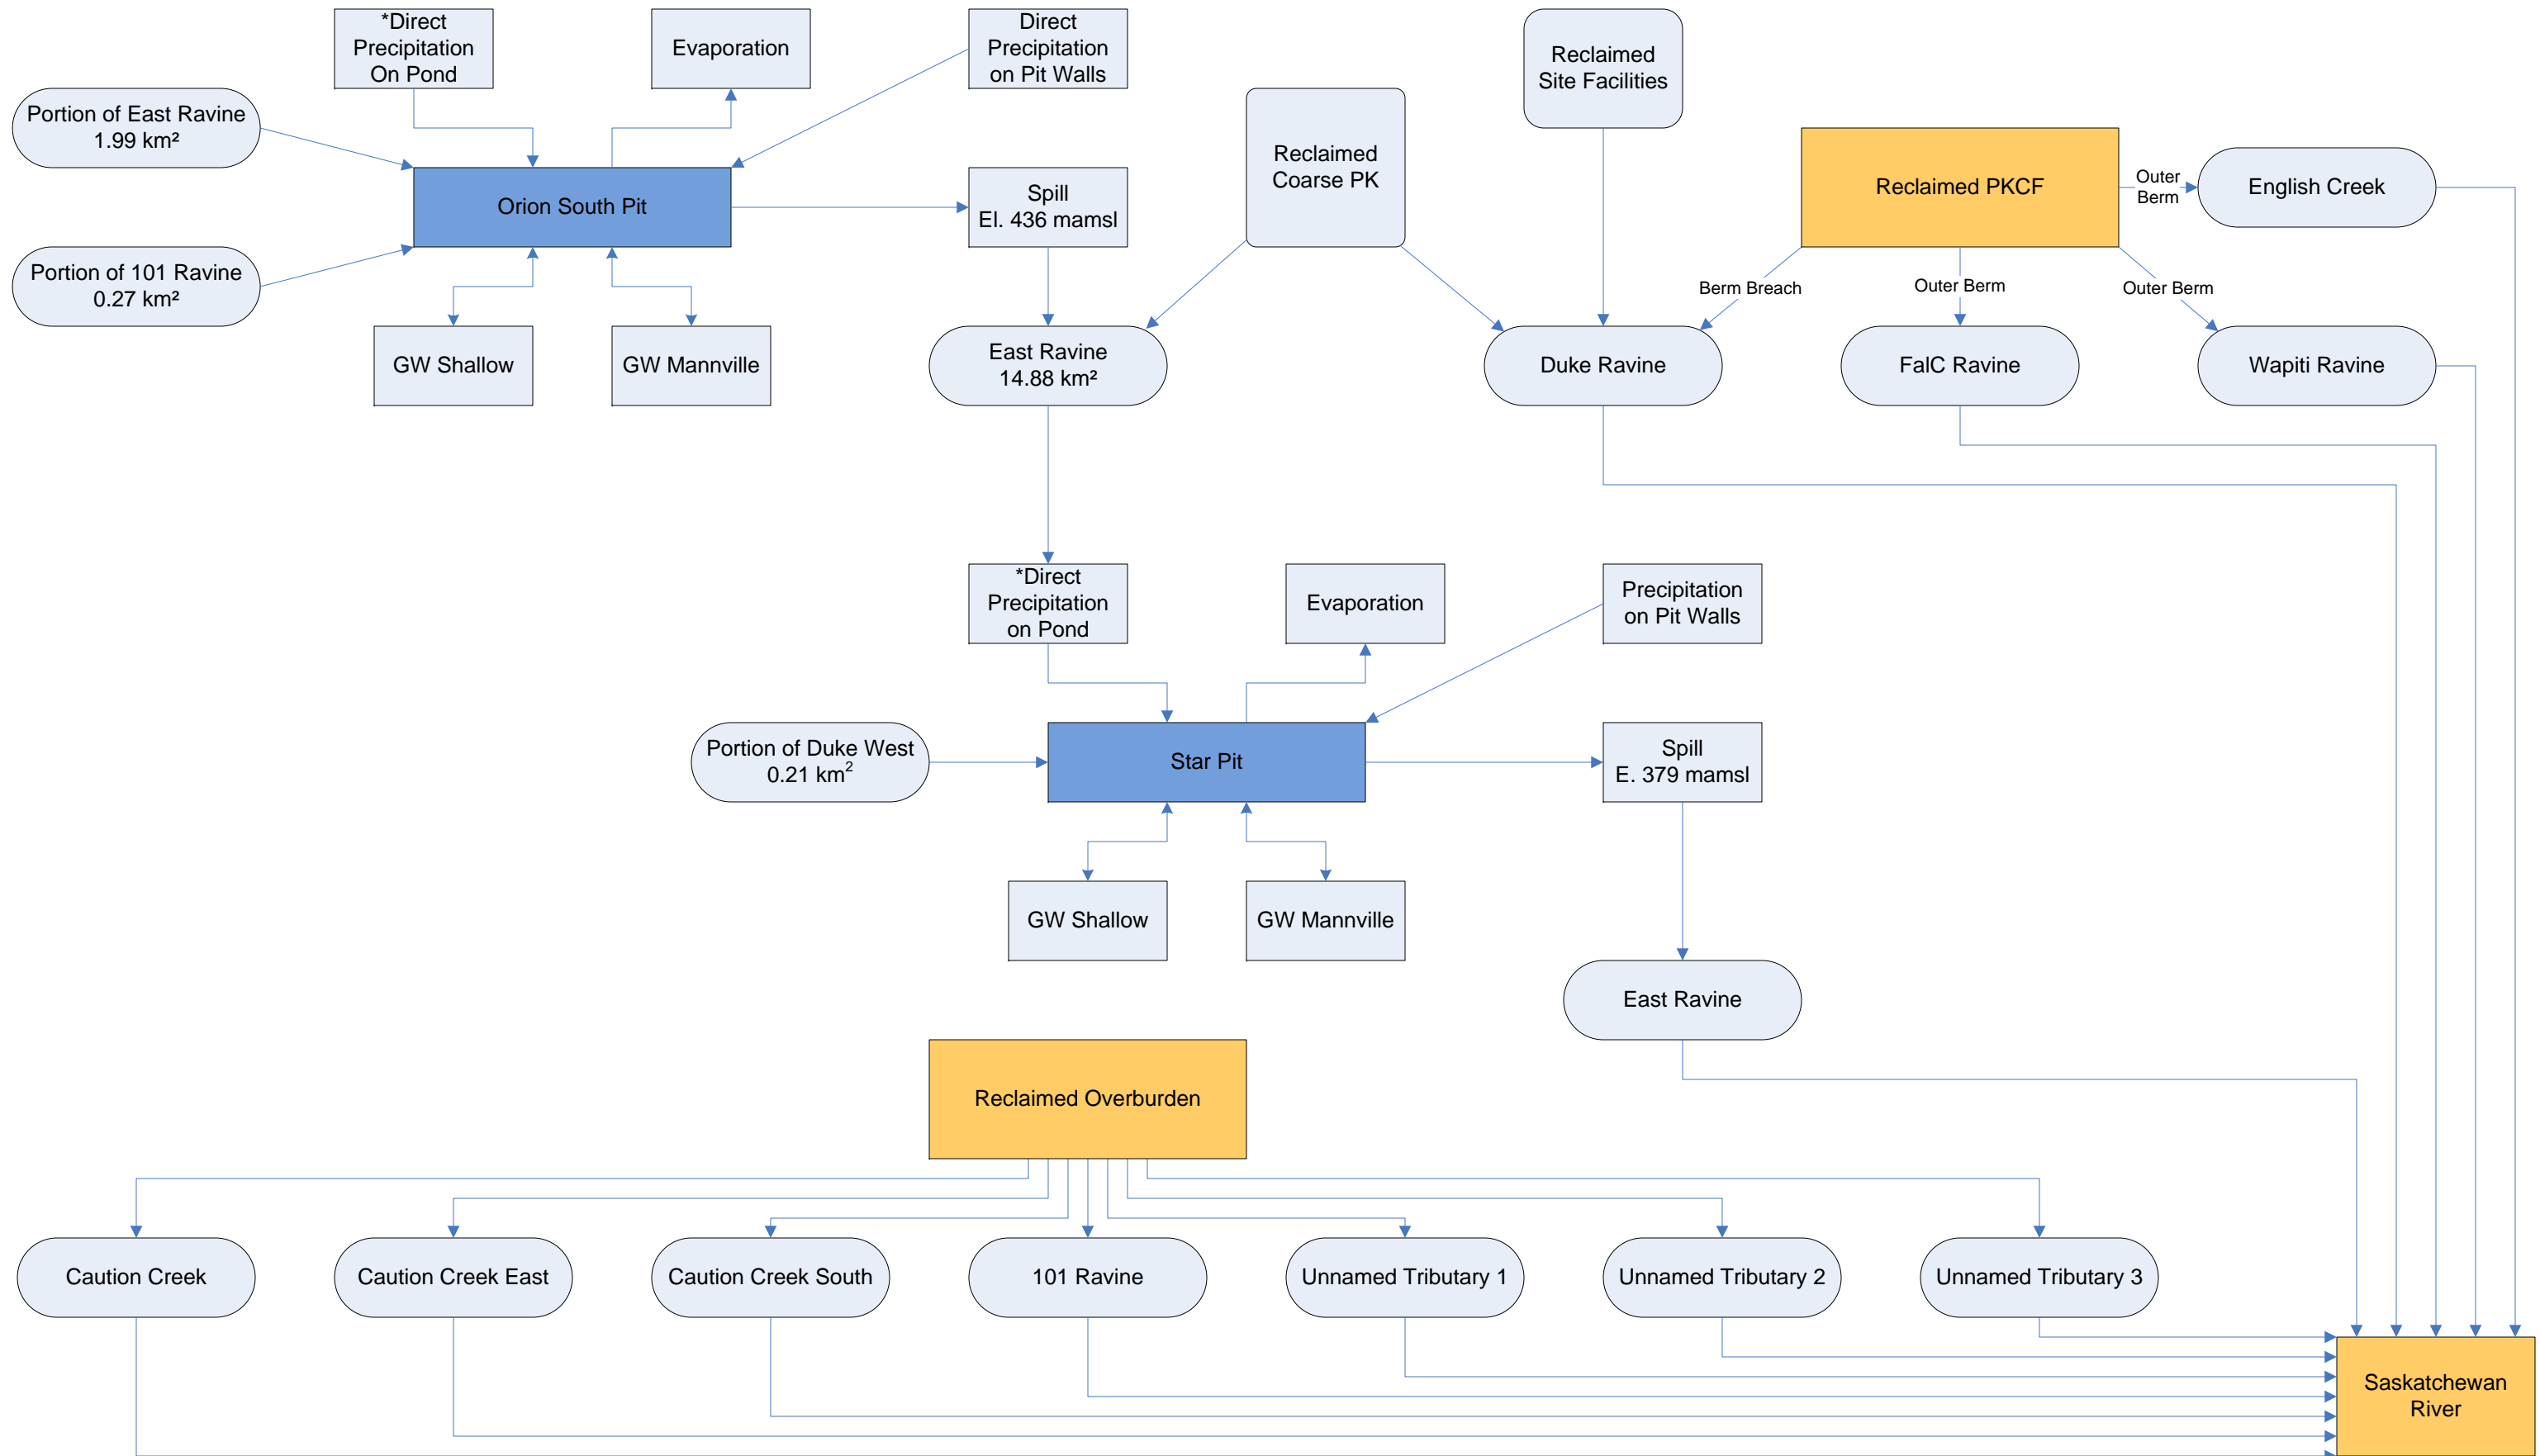 *Direct
Precipitation
On Pond
Evaporation
Direct
Precipitation
on Pit Walls
Reclaimed
Site Facilities
Portion of East Ravine
1.99 km²
Reclaimed
Coarse PK
Orion South Pit
Spill
El. 436 mamsl
Reclaimed PKCF
Outer
Berm
English Creek
Portion of 101 Ravine
0.27 km²
Berm Breach
Outer Berm
Outer Berm
GW Shallow
GW Mannville
East Ravine
14.88 km²
Duke Ravine
FalC Ravine
Wapiti Ravine
*Direct
Precipitation
on Pond
Evaporation
Precipitation
on Pit Walls
Portion of Duke West
0.21 km²
Star Pit
Spill
E. 379 mamsl
GW Shallow
GW Mannville
East Ravine
Reclaimed Overburden
Caution Creek
Caution Creek East
Caution Creek South
101 Ravine
Unnamed Tributary 1
Unnamed Tributary 2
Unnamed Tributary 3
Saskatchewan
River